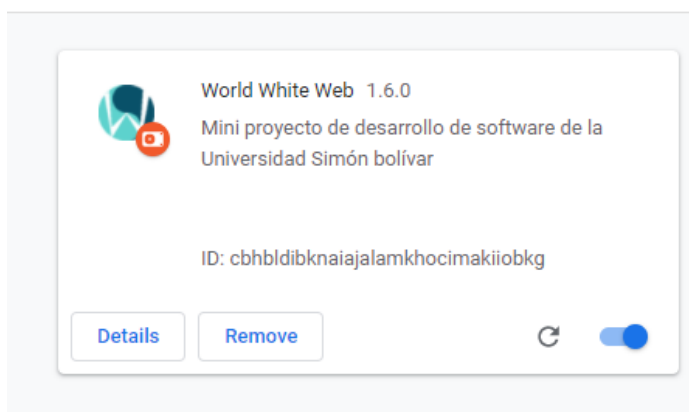 World White Web 1.6.0
Mini proyecto de desarrollo de software de la
Universidad Simón bolívar
ID: cbhbldibknaiajalamkhocimakiiobkg
Details
Remove